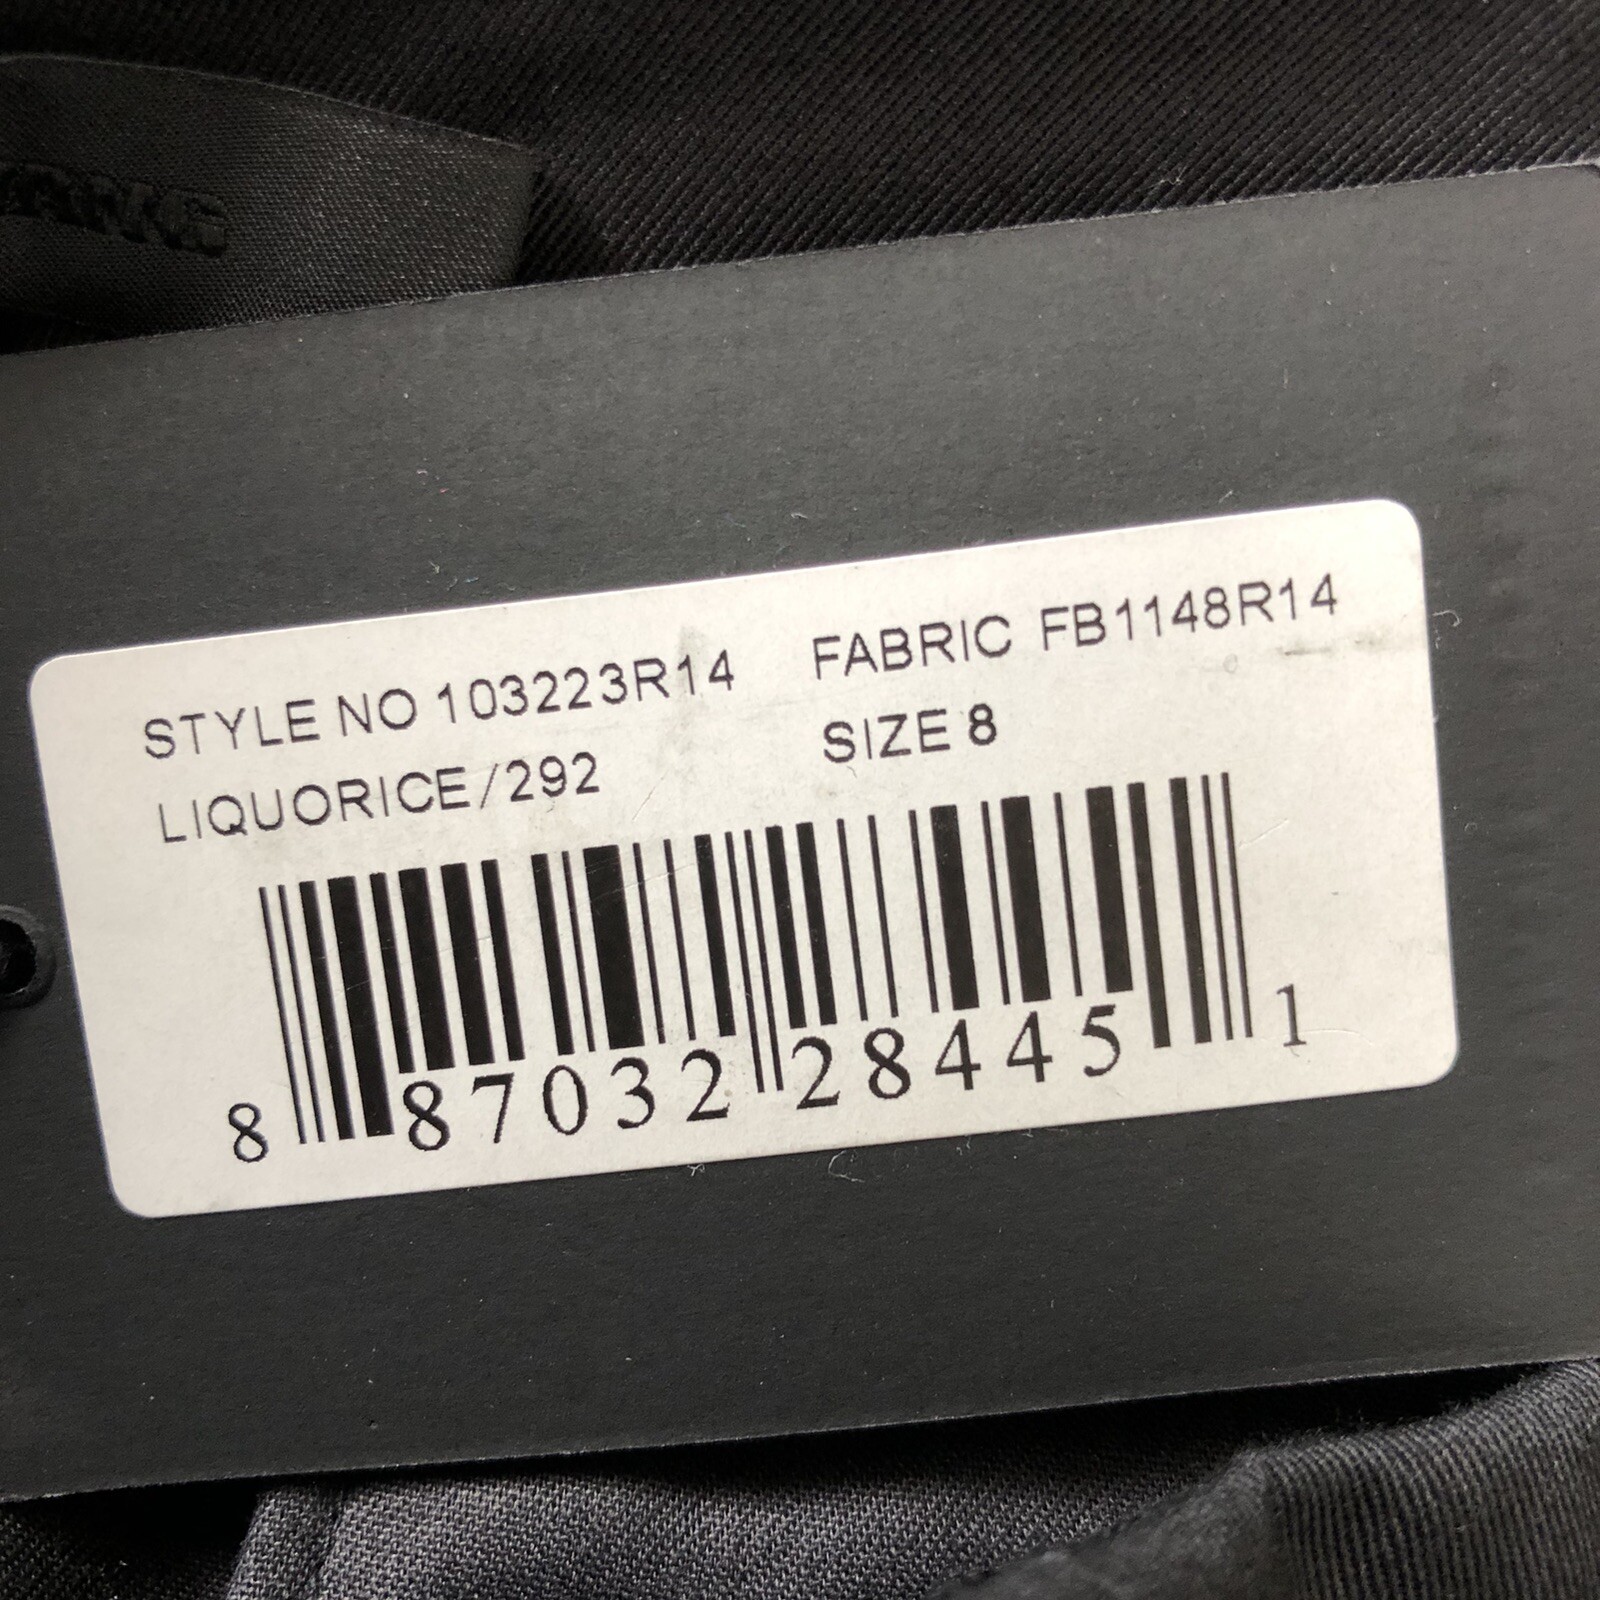 STYLE NO 103223R14 FABRIC FB1148R14
LIQUORICE/292 SIZE 8
8 87032 28445 1